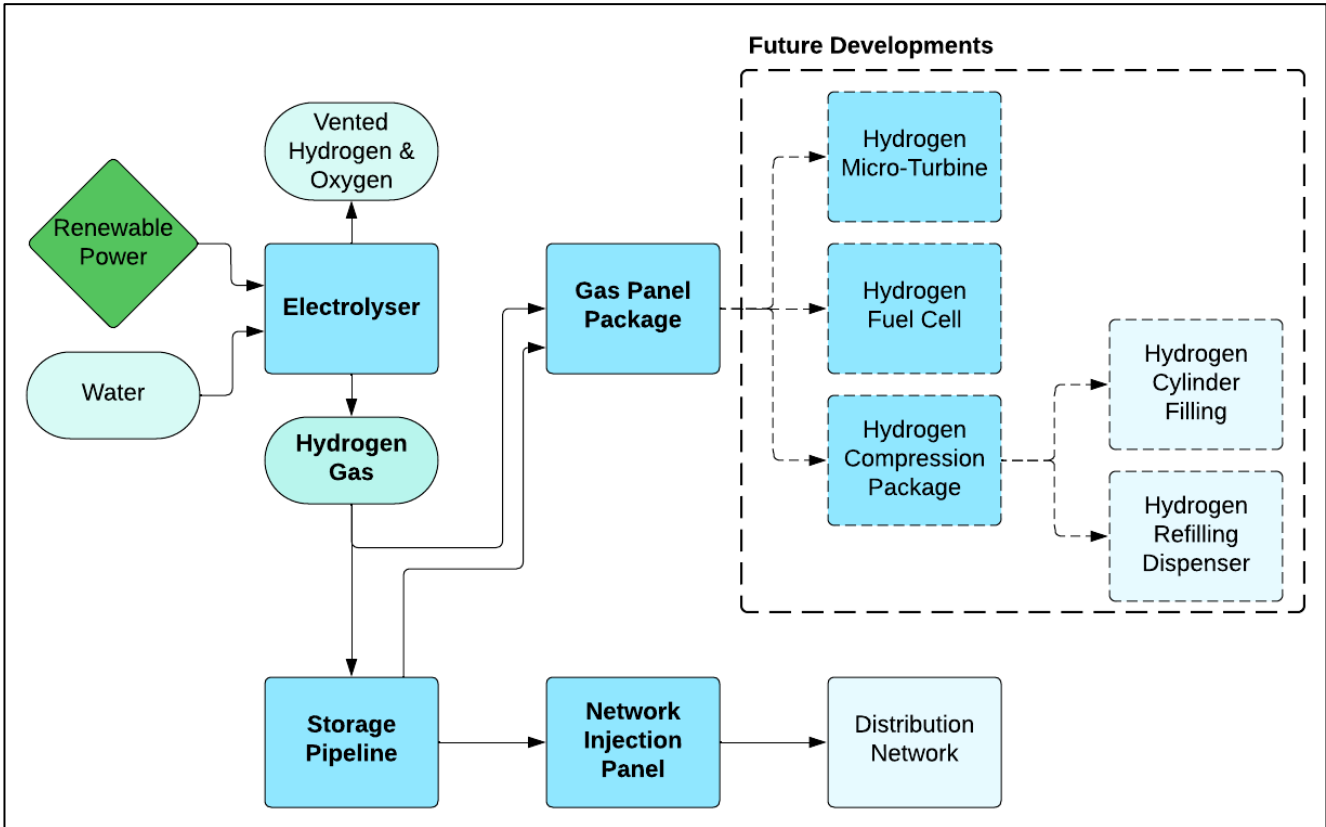 Future Developments
Vented
Hydrogen &
Oxygen
Hydrogen
Micro-Turbine
Renewable
Power
Electrolyser
Gas Panel
Package
Hydrogen
Fuel Cell
Water
Hydrogen
Gas
Hydrogen
Compression
Package
Hydrogen
Cylinder
Filling
Hydrogen
Refilling
Dispenser
Storage
Pipeline
Network
Injection
Panel
Distribution
Network